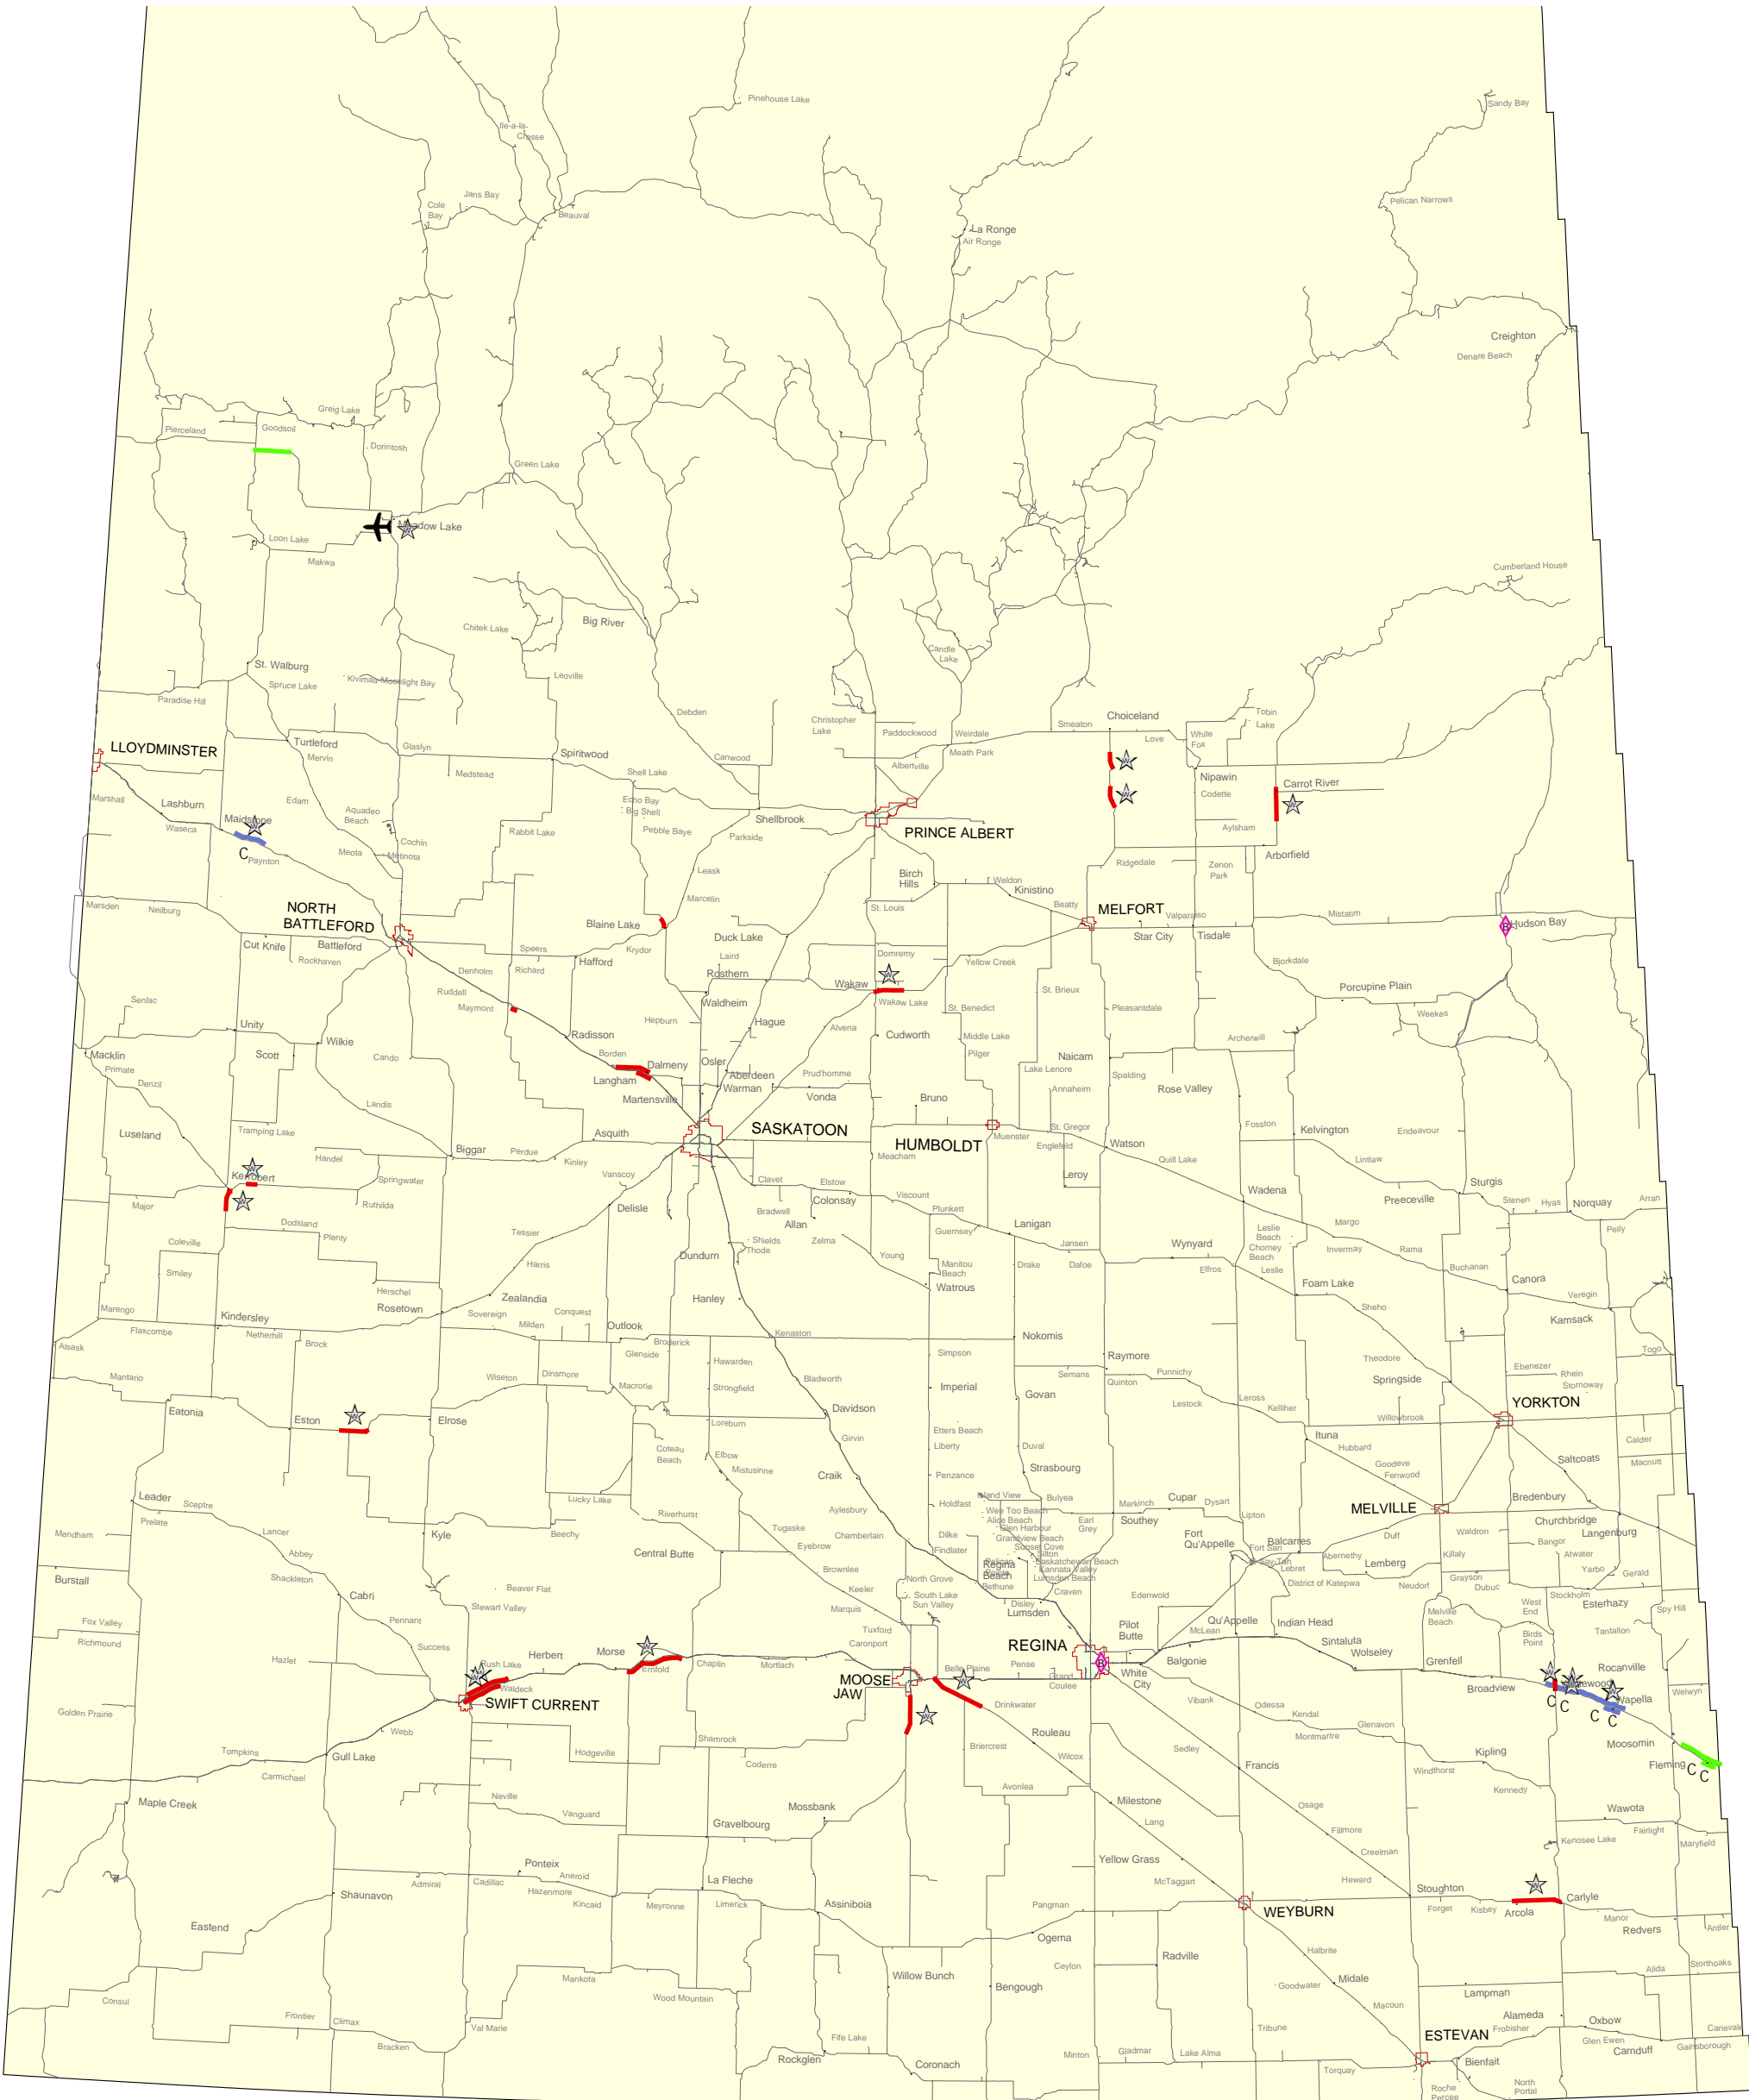 Pinehouse Lake
Sandy Bay
Ile-a-la-
Crosse
Jans Bay
Cole
Bay
Beauval
Pelican Narrows
La Ronge
Air Ronge
Creighton
Denare Beach
Greig Lake
Pierceland
Goodsoil
Dorintosh
Green Lake
Meadow Lake
W
Loon Lake
Makwa
Cumberland House
Big River
Chitek Lake
Candle
Lake
St. Walburg
Spruce Lake
Kivimaa-Moonlight Bay
Leoville
Paradise Hill
Debden
Christopher
Lake
Paddockwood
Weirdale
Smeaton
Choiceland
Tobin
Lake
Love
White
Fox
LLOYDMINSTER
Turtleford
Mervin
Glaslyn
Spiritwood
Canwood
Meath Park
Albertville
W
Medstead
Shell Lake
Nipawin
Carrot River
Marshall
Lashburn
Edam
Aquadeo
Beach
Echo Bay
Big Shell
W
Codette
W
Waseca
Maidstone
W
Rabbit Lake
Pebble Baye
Parkside
Shellbrook
PRINCE ALBERT
Aylsham
C
Paynton
Meota
Cochin
Metinota
Leask
Birch
Hills
Weldon
Ridgedale
Zenon
Park
Arborfield
Marsden
Neilburg
NORTH
BATTLEFORD
Marcelin
Kinistino
St. Louis
Beatty
MELFORT
Valparaiso
Mistatim
Blaine Lake
Hudson Bay
B
Cut Knife
Battleford
Rockhaven
Speers
Krydor
Duck Lake
Star City
Tisdale
Denholm
Richard
Hafford
Laird
Domremy
Yellow Creek
Bjorkdale
Ruddell
Rosthern
Wakaw
W
St. Brieux
Porcupine Plain
Senlac
Maymont
Waldheim
Wakaw Lake
St. Benedict
Pleasantdale
Weekes
Unity
Wilkie
Radisson
Hepburn
Hague
Alvena
Cudworth
Middle Lake
Archerwill
Macklin
Primate
Scott
Cando
Borden
Dalmeny
Osler
Pilger
Naicam
Denzil
Langham
Aberdeen
Warman
Prud'homme
Lake Lenore
Spalding
Landis
Martensville
Vonda
Bruno
Annaheim
Rose Valley
Luseland
Tramping Lake
Asquith
SASKATOON
HUMBOLDT
Muenster
St. Gregor
Fosston
Kelvington
Endeavour
Handel
Biggar
Perdue
Kinley
Meacham
Englefeld
Watson
Quill Lake
Lintlaw
Kerrobert
W
Springwater
Vanscoy
Clavet
Elstow
Leroy
Wadena
Sturgis
W
Major
Ruthilda
Delisle
Bradwell
Colonsay
Viscount
Plunkett
Preeceville
Stenen
Hyas
Norquay
Arran
Dodsland
Plenty
Tessier
Allan
Guernsey
Lanigan
Leslie
Beach
Margo
Pelly
Coleville
Shields
Thode
Zelma
Young
Jansen
Wynyard
Chorney
Beach
Invermay
Rama
Harris
Dundurn
Manitou
Beach
Drake
Dafoe
Elfros
Leslie
Buchanan
Smiley
Herschel
Watrous
Foam Lake
Canora
Marengo
Rosetown
Zealandia
Hanley
Veregin
Kindersley
Sovereign
Conquest
Sheho
Flaxcombe
Netherhill
Milden
Outlook
Kenaston
Nokomis
Kamsack
Alsask
Brock
Broderick
Glenside
Simpson
Togo
Mantario
Wiseton
Dinsmore
Hawarden
Raymore
Theodore
Ebenezer
Rhein
Bladworth
Semans
Quinton
Punnichy
Macrorie
Strongfield
Imperial
Govan
Springside
Stornoway
Eatonia
Eston
W
Elrose
Davidson
Lestock
Leross
Kelliher
Willowbrook
YORKTON
Loreburn
Girvin
Etters Beach
Liberty
Duval
Ituna
Hubbard
Calder
Coteau
Beach
Elbow
Mistusinne
Craik
Penzance
Strasbourg
Goodeve
Fenwood
Saltcoats
Macnutt
Leader
Sceptre
Lucky Lake
Riverhurst
Aylesbury
Holdfast
Island View
Wee Too Beach
Bulyea
Markinch
Cupar
Dysart
MELVILLE
Bredenbury
Prelate
Alice Beach
Glen Harbour
Earl
Grey
Southey
Lipton
Churchbridge
Mendham
Lancer
Kyle
Beechy
Tugaske
Chamberlain
Dilke
Grandview Beach
Sunset Cove
Fort
Qu'Appelle
Duff
Waldron
Langenburg
Abbey
Central Butte
Eyebrow
Findlater
Silton
Saskatchewan Beach
Fort San
Balcarres
Abernethy
Killaly
Bangor
Atwater
Burstall
Shackleton
Beaver Flat
Brownlee
Regina
Beach
Kannata Valley
Lumsden Beach
Lebret
Lemberg
Grayson
Yarbo
Gerald
Cabri
Keeler
North Grove
Bethune
Craven
Edenwold
District of Katepwa
Neudorf
Dubuc
Stockholm
Stewart Valley
South Lake
Sun Valley
Disley
Esterhazy
Fox Valley
Pennant
Marquis
Lumsden
Qu'Appelle
Indian Head
Melville
Beach
West
End
Spy Hill
Richmound
Success
Tuxford
Caronport
REGINA
Pilot
Butte
McLean
Sintaluta
Birds
Point
Tantallon
Hazlet
Herbert
Morse
W
Balgonie
Wolseley
Grenfell
Rocanville
Rush Lake
Ernfold
Chaplin
Mortlach
MOOSE
JAW
Belle Plaine
W
Pense
Grand
Coulee
B
White
City
Broadview
W
W
Waldeck
SWIFT CURRENT
Wapella
Welwyn
Golden Prairie
W
Drinkwater
Vibank
Odessa
C
C
C
C
Webb
Rouleau
Kendal
Montmartre
Glenavon
Tompkins
Gull Lake
Hodgeville
Shamrock
Briercrest
Wilcox
Sedley
Kipling
Moosomin
Carmichael
Coderre
Francis
Windthorst
Fleming
C
C
Avonlea
Kennedy
Maple Creek
Neville
Vanguard
Mossbank
Milestone
Osage
Wawota
Gravelbourg
Lang
Fillmore
Fairlight
Kenosee Lake
Maryfield
Creelman
Ponteix
Yellow Grass
Admiral
Cadillac
Aneroid
La Fleche
McTaggart
Heward
W
Shaunavon
Hazenmore
Stoughton
Carlyle
Kincaid
Meyronne
Limerick
Assiniboia
Pangman
WEYBURN
Forget
Kisbey
Arcola
Manor
Eastend
Redvers
Antler
Ogema
Halbrite
Ceylon
Radville
Mankota
Willow Bunch
Bengough
Goodwater
Midale
Alida
Storthoaks
Consul
Wood Mountain
Lampman
Macoun
Frontier
Climax
Val Marie
Alameda
Oxbow
Fife Lake
Tribune
ESTEVAN
Frobisher
Carievale
Bracken
Glen Ewen
Carnduff
Gainsborough
Rockglen
Coronach
Minton
Gladmar
Lake Alma
Torquay
Bienfait
Roche
Percee
North
Portal